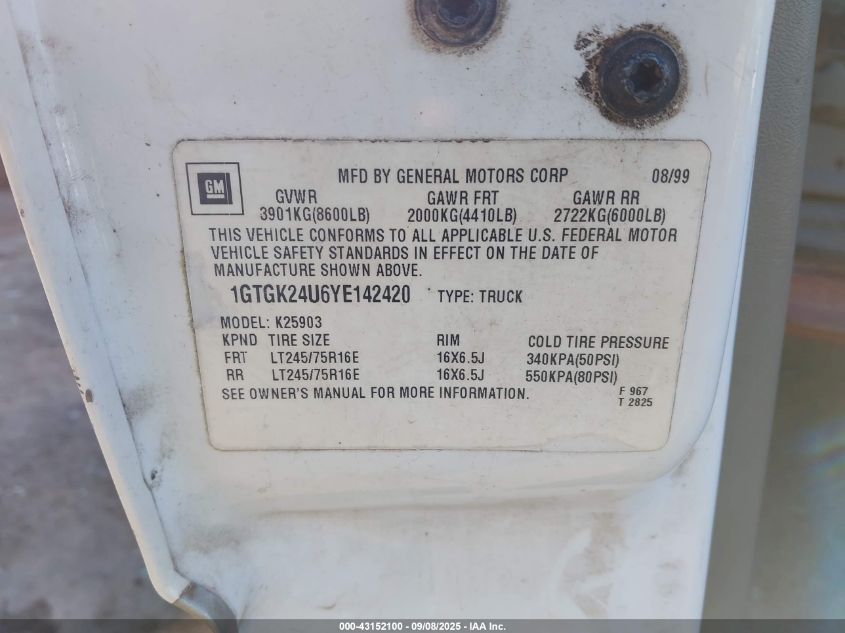 GM
MFD BY GENERAL MOTORS CORP 08/99
GVWR GAWR FRT GAWR RR
3901KG(8600LB) 2000KG(4410LB) 2722KG(6000LB)
THIS VEHICLE CONFORMS TO ALL APPLICABLE U.S. FEDERAL MOTOR
VEHICLE SAFETY STANDARDS IN EFFECT ON THE DATE OF
MANUFACTURE SHOWN ABOVE.
1GTGK24U6YE142420 TYPE: TRUCK
MODEL: K25903
KPND TIRE SIZE RIM COLD TIRE PRESSURE
FRT LT245/75R16E 16X6.5J 340KPA(50PSI)
RR LT245/75R16E 16X6.5J 550KPA(80PSI)
SEE OWNER'S MANUAL FOR MORE INFORMATION.
F 967
T 2825
000-43152100 - 09/08/2025 - IAA Inc.